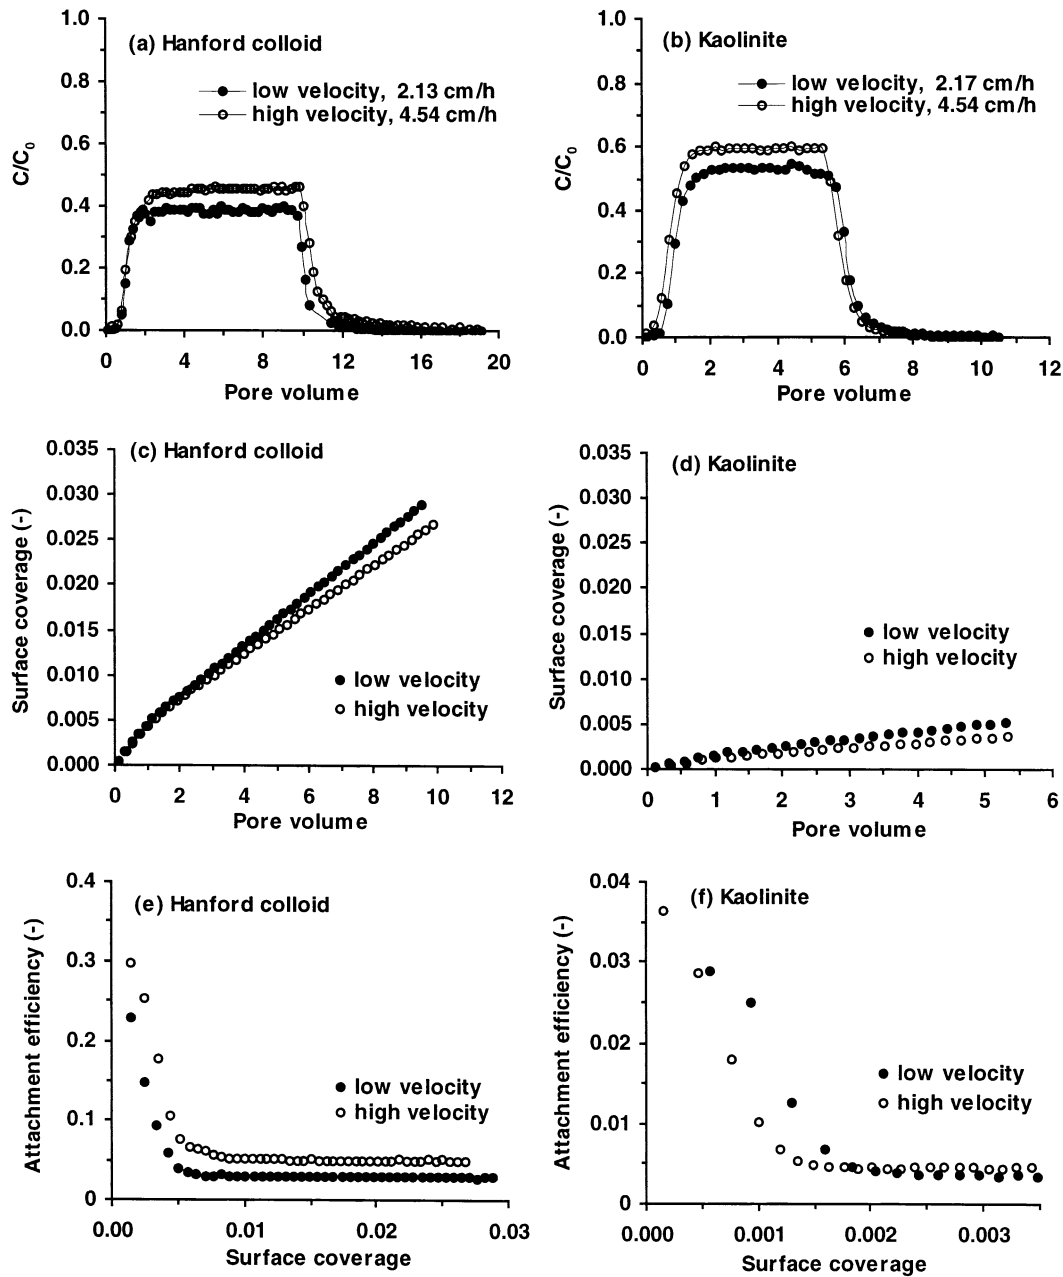 (a) Hanford colloid
low velocity, 2.13 cm/h
high velocity, 4.54 cm/h
C/C0
1.0
0.8
0.6
0.4
0.2
0.0
0 4 8 12 16 20
Pore volume
(b) Kaolinite
low velocity, 2.17 cm/h
high velocity, 4.54 cm/h
C/C0
1.0
0.8
0.6
0.4
0.2
0.0
0 2 4 6 8 10 12
Pore volume
(c) Hanford colloid
Surface coverage (-)
0.035
0.030
0.025
0.020
0.015
0.010
0.005
0.000
low velocity
high velocity
0 2 4 6 8 10 12
Pore volume
(d) Kaolinite
Surface coverage (-)
0.035
0.030
0.025
0.020
0.015
0.010
0.005
0.000
low velocity
high velocity
0 1 2 3 4 5 6
Pore volume
(e) Hanford colloid
Attachment efficiency (-)
0.4
0.3
0.2
0.1
0
low velocity
high velocity
0.00 0.01 0.02 0.03
Surface coverage
(f) Kaolinite
Attachment efficiency (-)
0.04
0.03
0.02
0.01
0
low velocity
high velocity
0.000 0.001 0.002 0.003
Surface coverage